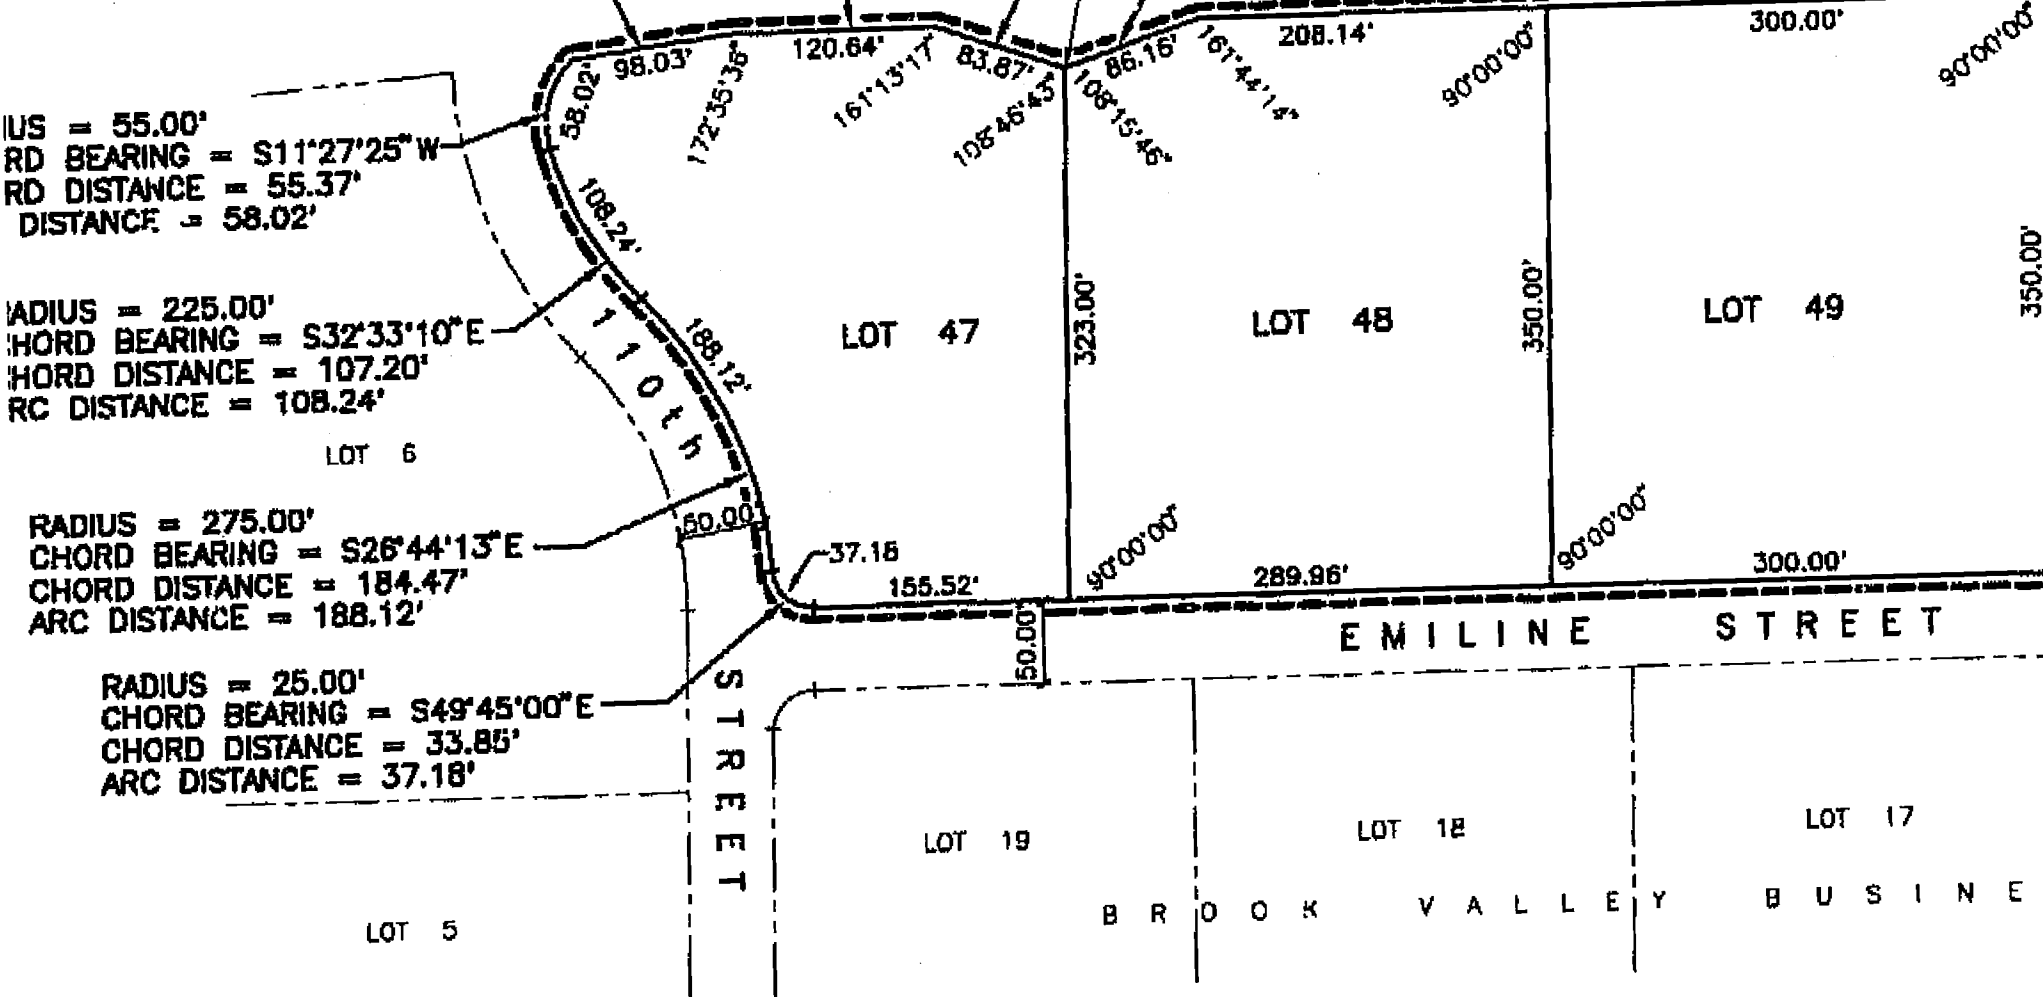 98.03'
120.64'
83.87'
86.16'
208.14'
300.00'
58.02'
172°35'36"
161°13'17"
108°46'43"
108°15'46"
161°44'14"
90°00'00"
90°00'00"
IUS = 55.00'
RD BEARING = S11°27'25"W
RD DISTANCE = 55.37'
DISTANCE = 58.02'
108.24'
ADIUS = 225.00'
HORD BEARING = S32°33'10"E
HORD DISTANCE = 107.20'
RC DISTANCE = 108.24'
188.12'
LOT 47
323.00'
LOT 48
350.00'
LOT 49
350.00'
110th
LOT 6
RADIUS = 275.00'
CHORD BEARING = S26°44'13"E
CHORD DISTANCE = 184.47'
ARC DISTANCE = 188.12'
50.00'
37.18
155.52'
90°00'00"
289.96'
90°00'00"
300.00'
50.00'
EMILINE STREET
RADIUS = 25.00'
CHORD BEARING = S49°45'00"E
CHORD DISTANCE = 33.85'
ARC DISTANCE = 37.18'
STREET
LOT 19
LOT 18
LOT 17
BROOK VALLEY BUSINE
LOT 5